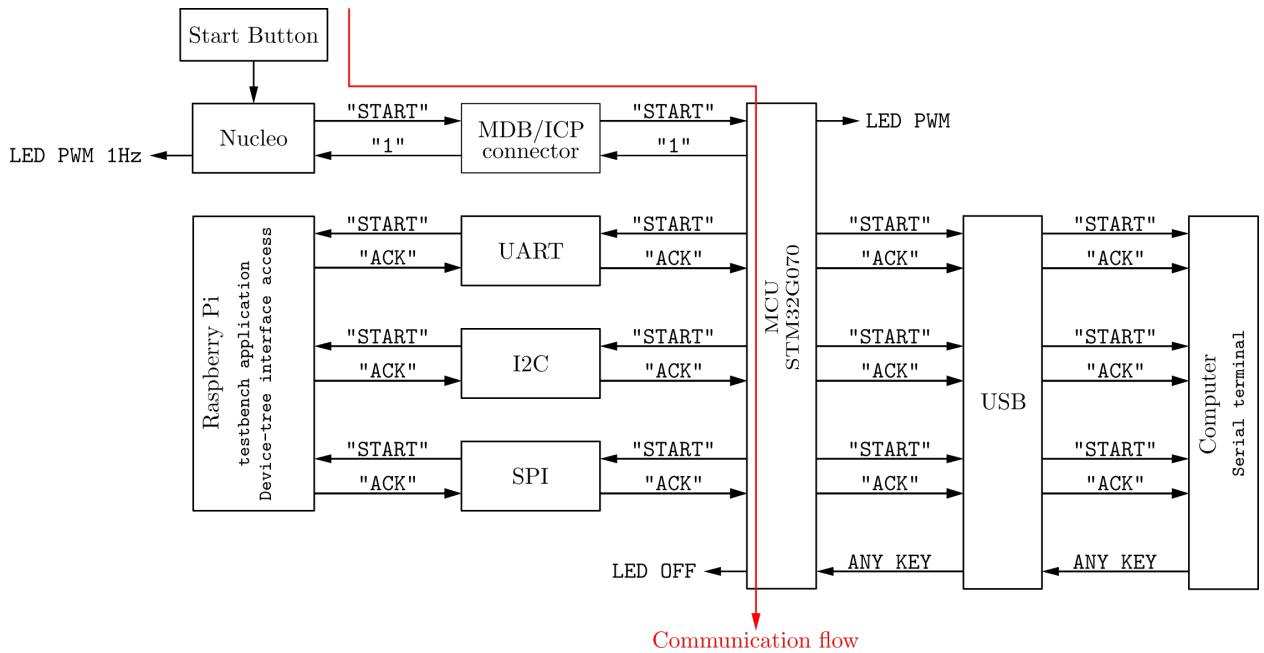 Start Button
"START"
"START"
Nucleo
MDB/ICP
connector
LED PWM
"1"
"1"
LED PWM 1Hz
"START"
"START"
"START"
"START"
UART
"ACK"
"ACK"
"ACK"
"ACK"
Raspberry Pi
testbench application
Device-tree interface access
MCU
STM32G070
"START"
"START"
"START"
"START"
I2C
"ACK"
"ACK"
"ACK"
"ACK"
USB
Computer
Serial terminal
"START"
"START"
"START"
"START"
SPI
"ACK"
"ACK"
"ACK"
"ACK"
LED OFF
ANY KEY
ANY KEY
Communication flow